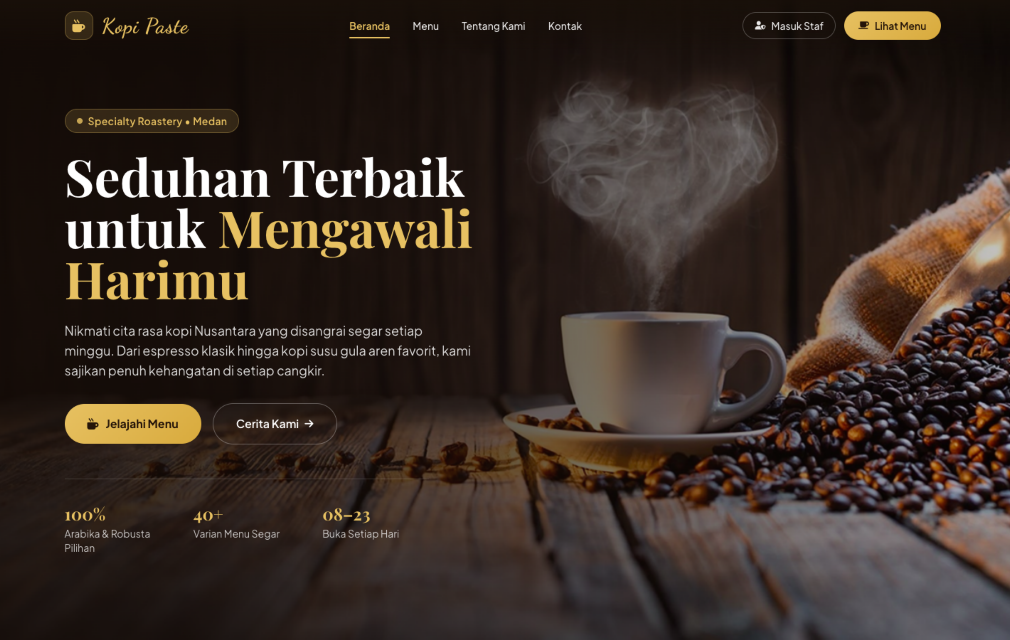 Kopi Paste
Beranda
Menu
Tentang Kami
Kontak
Masuk Staf
Lihat Menu
Specialty Roastery • Medan
Seduhan Terbaik
untuk Mengawali
Harimu
Nikmati cita rasa kopi Nusantara yang disangrai segar setiap
minggu. Dari espresso klasik hingga kopi susu gula aren favorit, kami
sajikan penuh kehangatan di setiap cangkir.
Jelajahi Menu
Cerita Kami →
100%
Arabika & Robusta
Pilihan
40+
Varian Menu Segar
08–23
Buka Setiap Hari